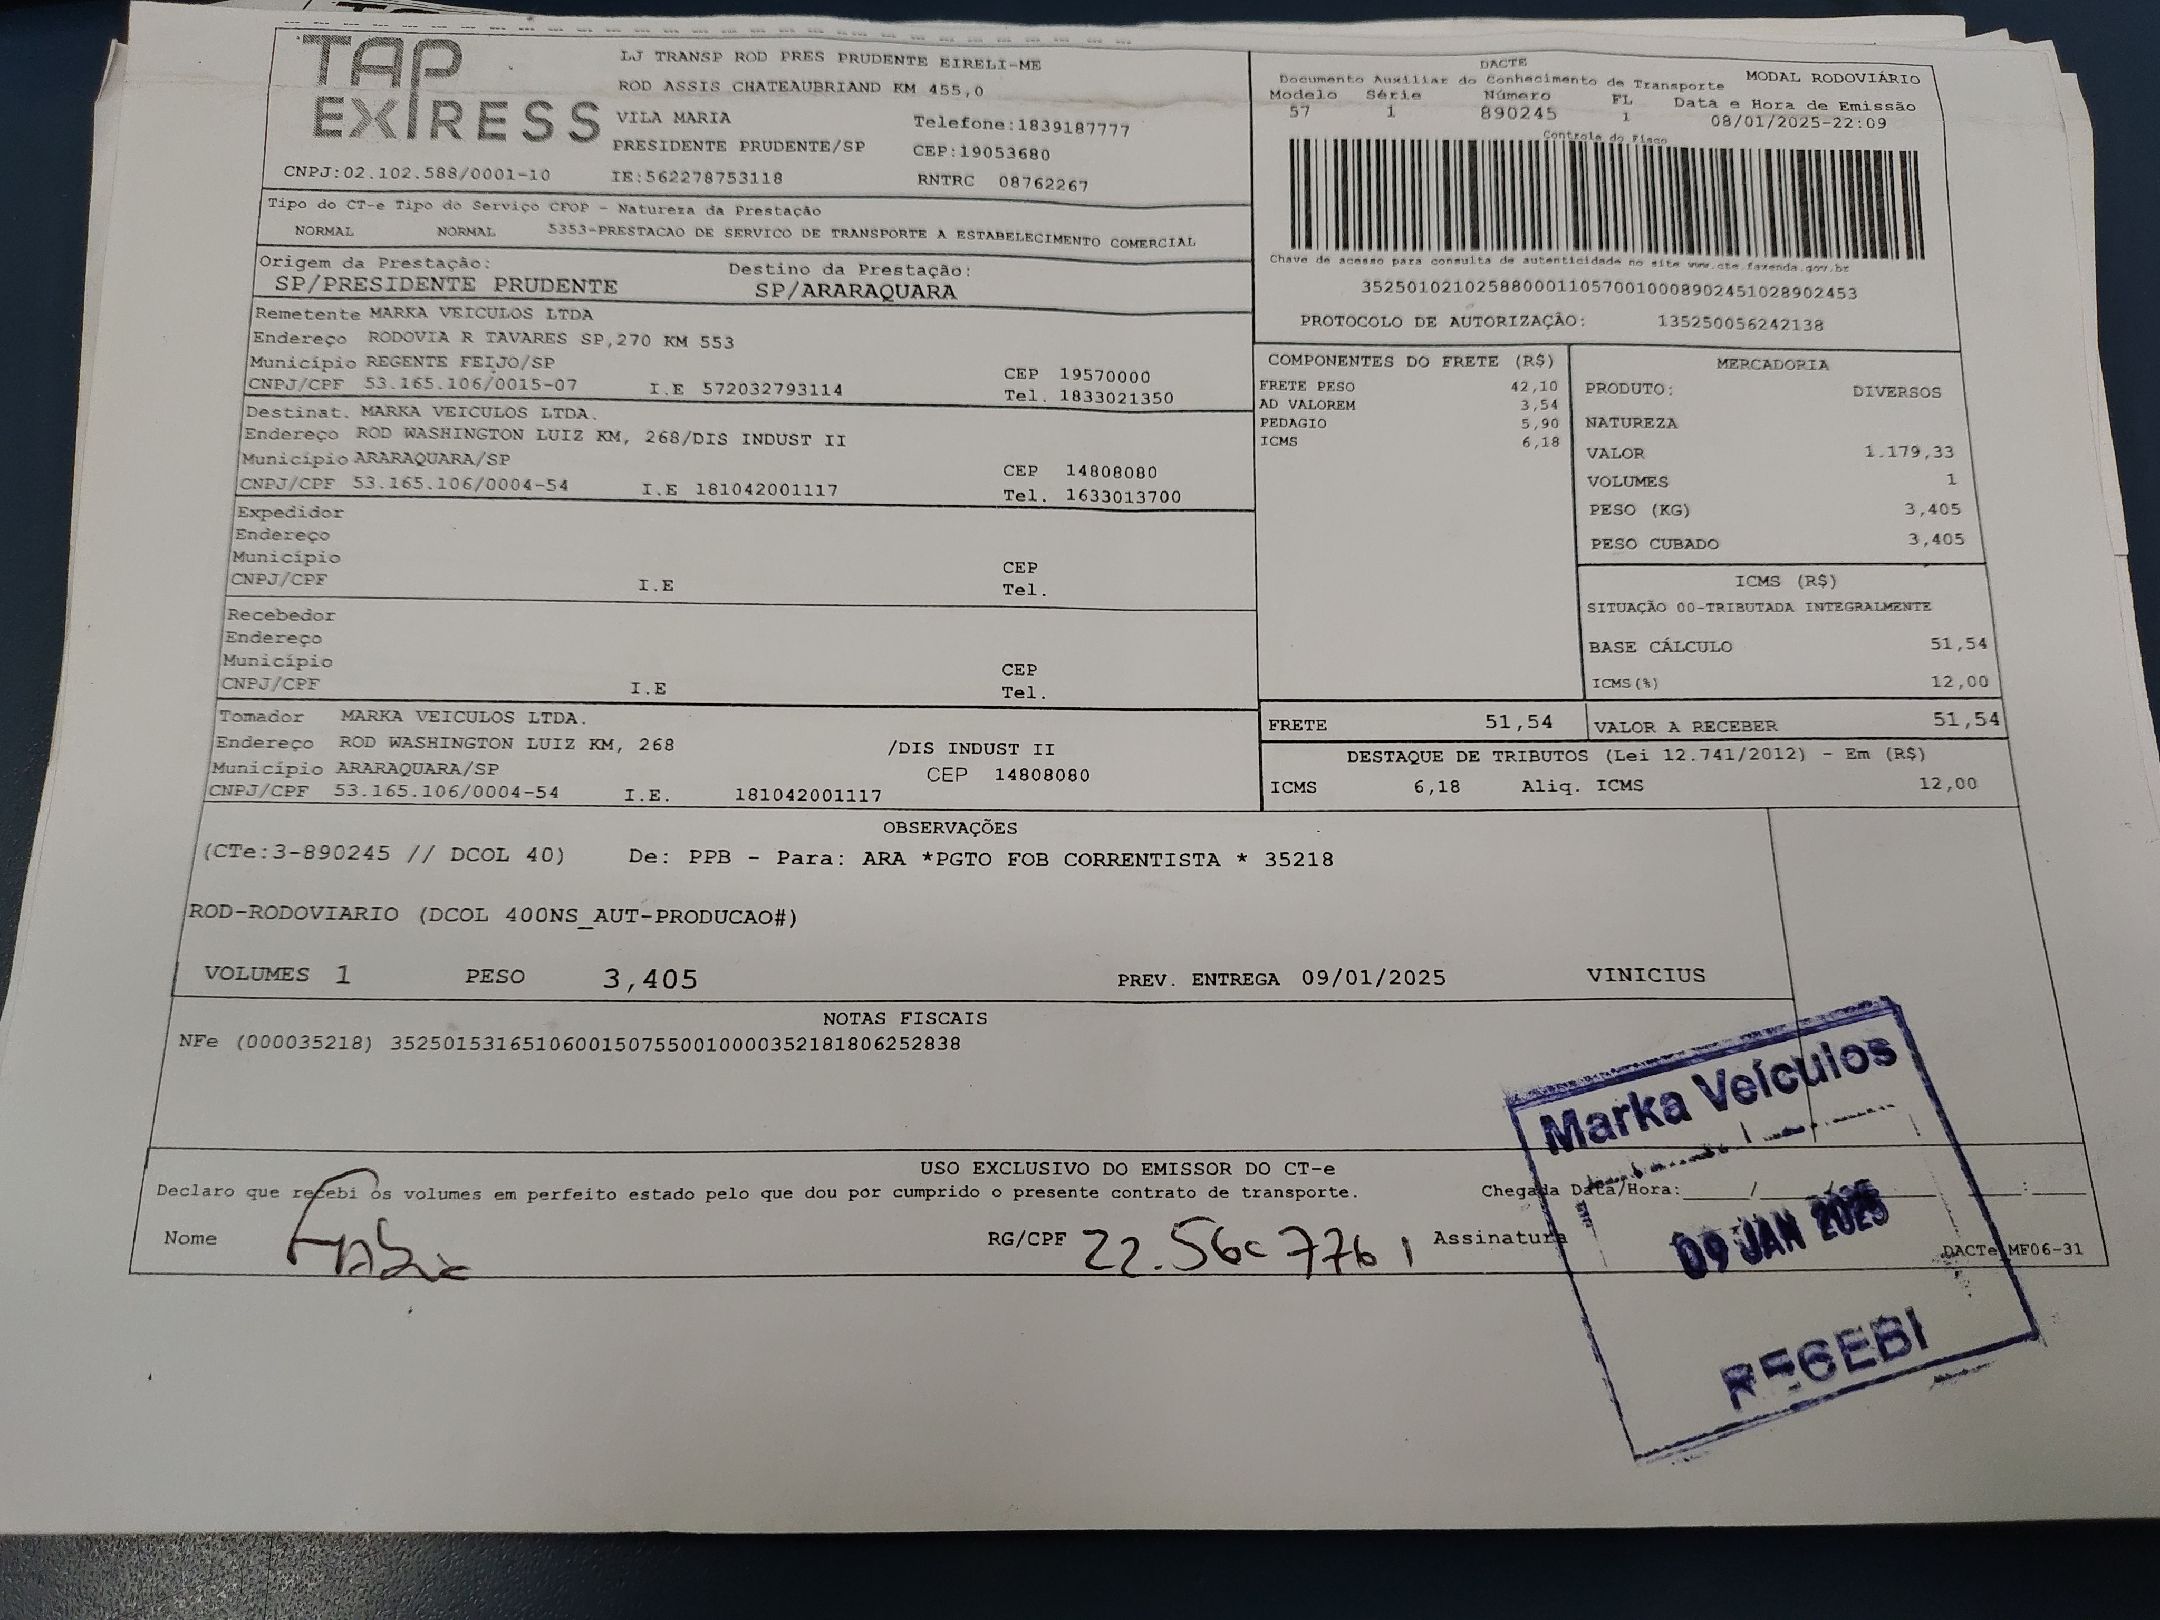 TAP EXPRESS
LJ TRANSP ROD PRES PRUDENTE EIRELI-ME
ROD ASSIS CHATEAUBRIAND KM 455,0
VILA MARIA Telefone:1839187777
PRESIDENTE PRUDENTE/SP CEP:19053680
CNPJ:02.102.588/0001-10 IE:562278753118 RNTRC 08762267
DACTE
Documento Auxiliar do Conhecimento de Transporte MODAL RODOVIÁRIO
Modelo Série Número FL Data e Hora de Emissão
57 1 890245 1 08/01/2025-22:09
Controle do Fisco
Chave de acesso para consulta de autenticidade no site www.cte.fazenda.gov.br
35250102102588000110570010008902451028902453
PROTOCOLO DE AUTORIZAÇÃO: 135250056242138
Tipo do CT-e Tipo do Serviço CFOP - Natureza da Prestação
NORMAL NORMAL 5353-PRESTACAO DE SERVICO DE TRANSPORTE A ESTABELECIMENTO COMERCIAL
Origem da Prestação: Destino da Prestação:
SP/PRESIDENTE PRUDENTE SP/ARARAQUARA
Remetente MARKA VEICULOS LTDA
Endereço RODOVIA R TAVARES SP,270 KM 553
Município REGENTE FEIJO/SP CEP 19570000
CNPJ/CPF 53.165.106/0015-07 I.E 572032793114 Tel. 1833021350
Destinat. MARKA VEICULOS LTDA.
Endereço ROD WASHINGTON LUIZ KM, 268/DIS INDUST II
Município ARARAQUARA/SP CEP 14808080
CNPJ/CPF 53.165.106/0004-54 I.E 181042001117 Tel. 1633013700
Expedidor
Endereço
Município CEP
CNPJ/CPF I.E Tel.
Recebedor
Endereço
Município CEP
CNPJ/CPF I.E Tel.
Tomador MARKA VEICULOS LTDA.
Endereço ROD WASHINGTON LUIZ KM, 268 /DIS INDUST II
Município ARARAQUARA/SP CEP 14808080
CNPJ/CPF 53.165.106/0004-54 I.E. 181042001117
COMPONENTES DO FRETE (R$)
FRETE PESO 42,10
AD VALOREM 3,54
PEDAGIO 5,90
ICMS 6,18
MERCADORIA
PRODUTO: DIVERSOS
NATUREZA
VALOR 1.179,33
VOLUMES 1
PESO (KG) 3,405
PESO CUBADO 3,405
ICMS (R$)
SITUAÇÃO 00-TRIBUTADA INTEGRALMENTE
BASE CÁLCULO 51,54
ICMS(%) 12,00
FRETE 51,54 VALOR A RECEBER 51,54
DESTAQUE DE TRIBUTOS (Lei 12.741/2012) - Em (R$)
ICMS 6,18 Aliq. ICMS 12,00
OBSERVAÇÕES
(CTe:3-890245 // DCOL 40) De: PPB - Para: ARA *PGTO FOB CORRENTISTA * 35218
ROD-RODOVIARIO (DCOL 400NS_AUT-PRODUCAO#)
VOLUMES 1 PESO 3,405 PREV. ENTREGA 09/01/2025 VINICIUS
NOTAS FISCAIS
NFe (000035218) 35250153165106001507550010000352181806252838
USO EXCLUSIVO DO EMISSOR DO CT-e
Declaro que recebi os volumes em perfeito estado pelo que dou por cumprido o presente contrato de transporte. Chegada Data/Hora:____/____/____ ____:____
Nome RG/CPF Assinatura
DACTe MF06-31
Marka Veículos
09 JAN 2025
RECEBI